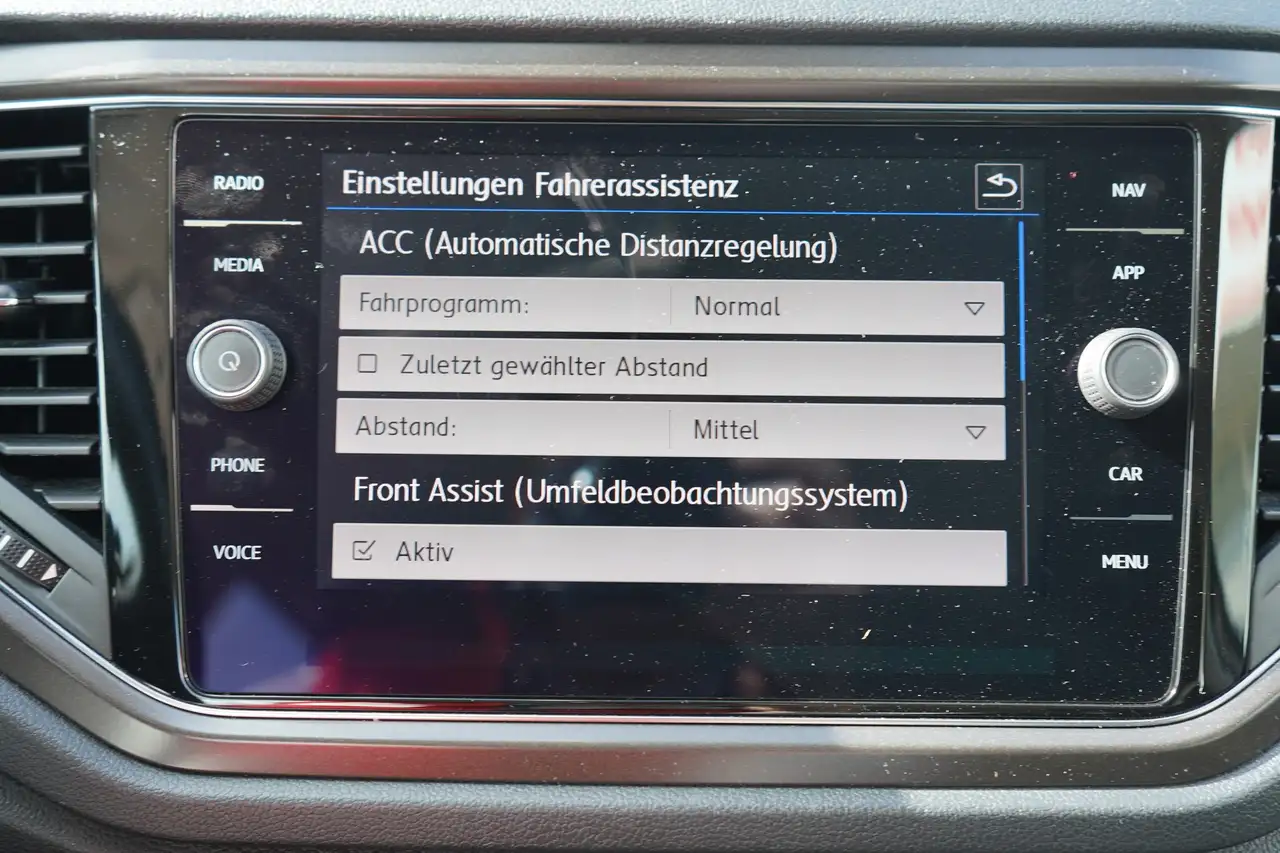 RADIO
MEDIA
PHONE
VOICE
Einstellungen Fahrerassistenz
ACC (Automatische Distanzregelung)
Fahrprogramm: Normal
Zuletzt gewählter Abstand
Abstand: Mittel
Front Assist (Umfeldbeobachtungssystem)
Aktiv
NAV
APP
CAR
MENU